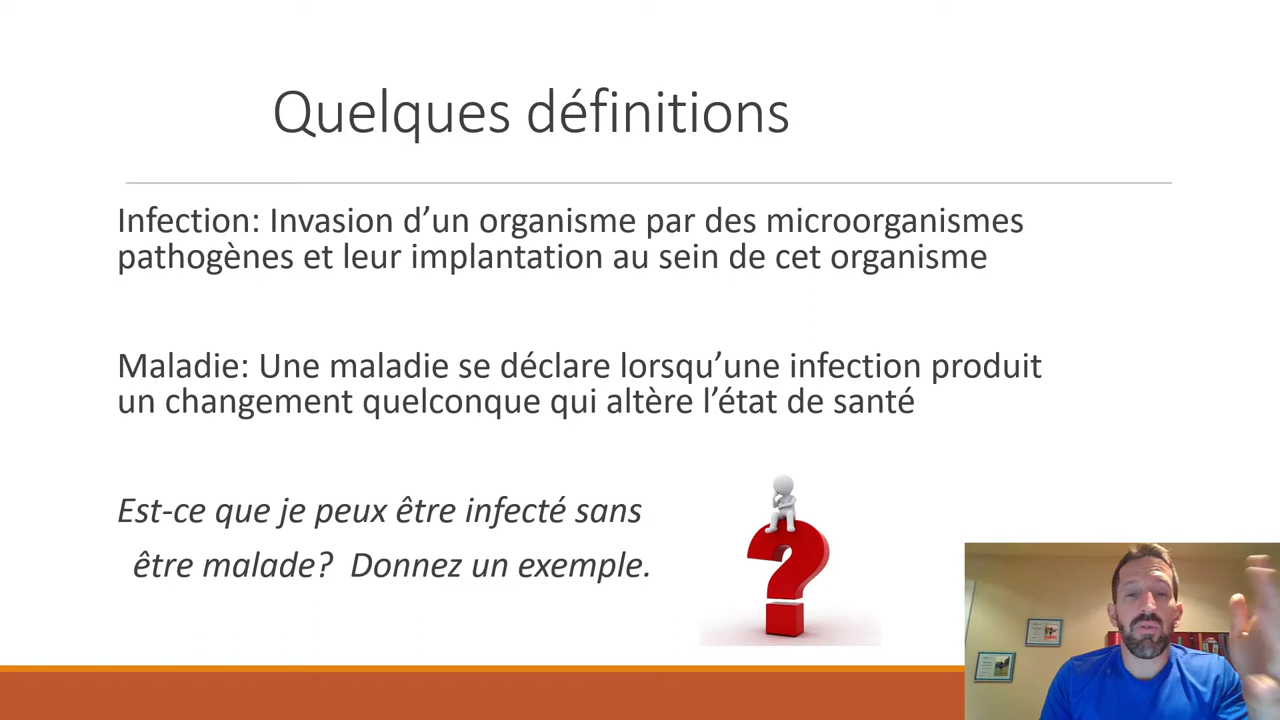 Quelques définitions
Infection: Invasion d’un organisme par des microorganismes
pathogènes et leur implantation au sein de cet organisme
Maladie: Une maladie se déclare lorsqu’une infection produit
un changement quelconque qui altère l’état de santé
Est-ce que je peux être infecté sans
être malade?  Donnez un exemple.